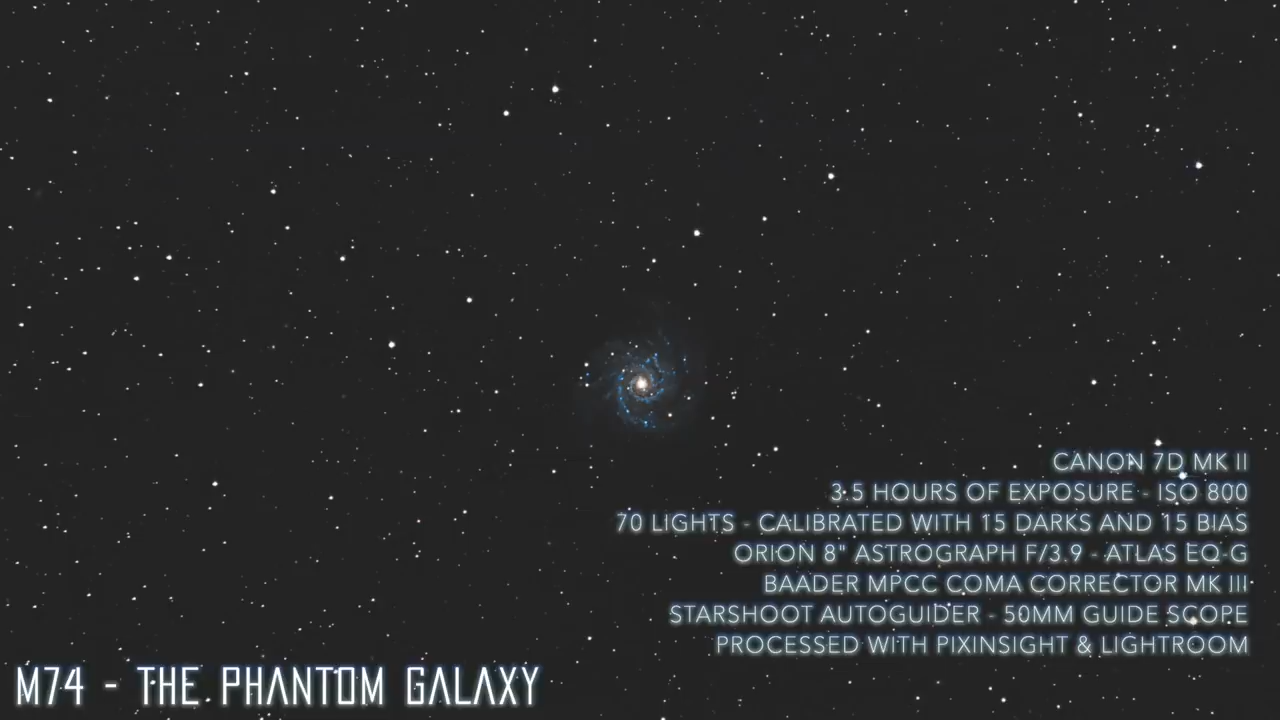 CANON 7D MK II
3.5 HOURS OF EXPOSURE - ISO 800
70 LIGHTS - CALIBRATED WITH 15 DARKS AND 15 BIAS
ORION 8" ASTROGRAPH F/3.9 - ATLAS EQ-G
BAADER MPCC COMA CORRECTOR MK III
STARSHOOT AUTOGUIDER - 50MM GUIDE SCOPE
PROCESSED WITH PIXINSIGHT & LIGHTROOM
M74 - THE PHANTOM GALAXY